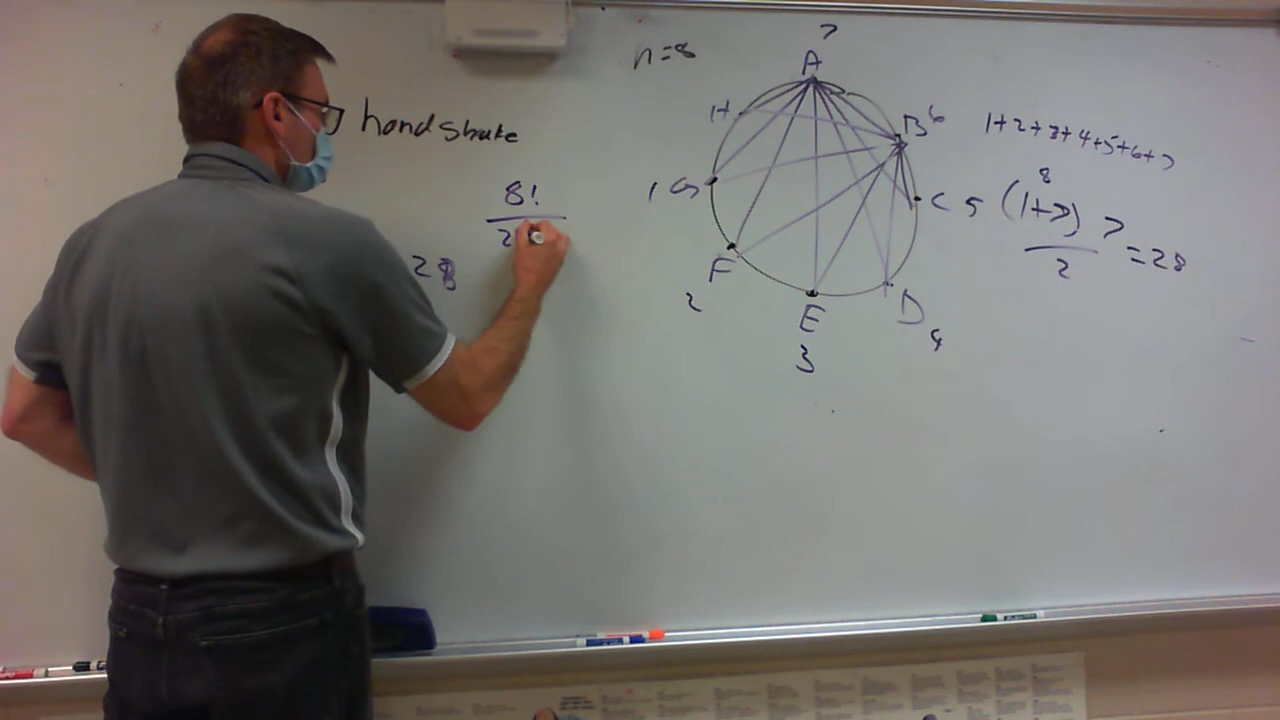 n=8
7
A
H
B 6
handshake
1+2+3+4+5+6+7
8!
2
1 G
C 5
8
(1+7) 7
2
=28
28
F
2
E
3
D
4